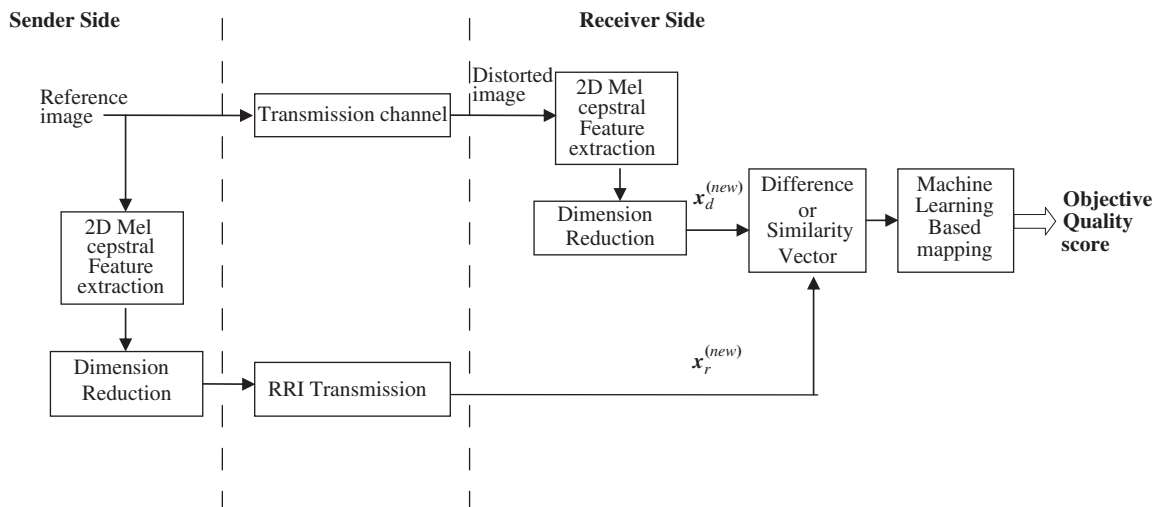 Sender Side
Receiver Side
Reference
image
Transmission channel
Distorted
image
2D Mel
cepstral
Feature
extraction
Dimension
Reduction
x_d^{(new)}
Difference
or
Similarity
Vector
Machine
Learning
Based
mapping
Objective
Quality
score
2D Mel
cepstral
Feature
extraction
Dimension
Reduction
RRI Transmission
x_r^{(new)}